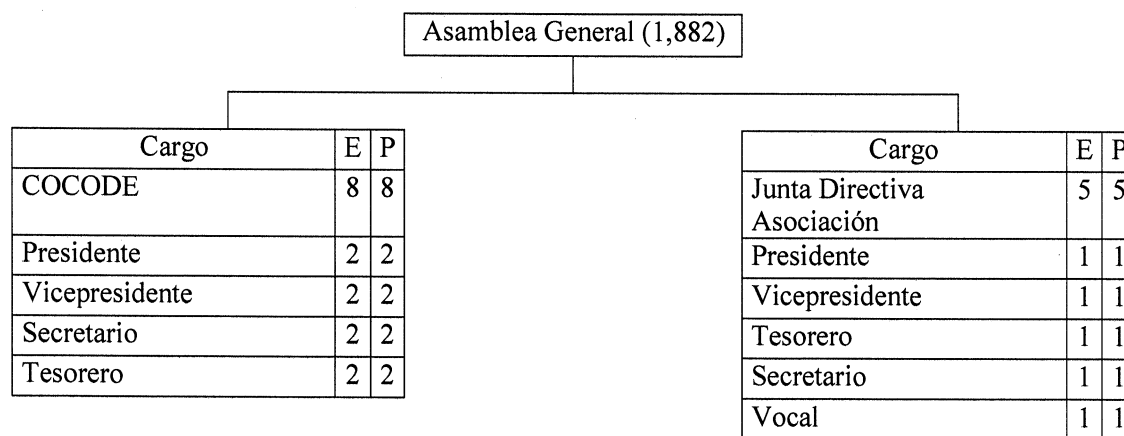 Asamblea General (1,882)
Cargo E P
COCODE 8 8
Presidente 2 2
Vicepresidente 2 2
Secretario 2 2
Tesorero 2 2
Cargo E P
Junta Directiva 5 5
Asociación
Presidente 1 1
Vicepresidente 1 1
Tesorero 1 1
Secretario 1 1
Vocal 1 1